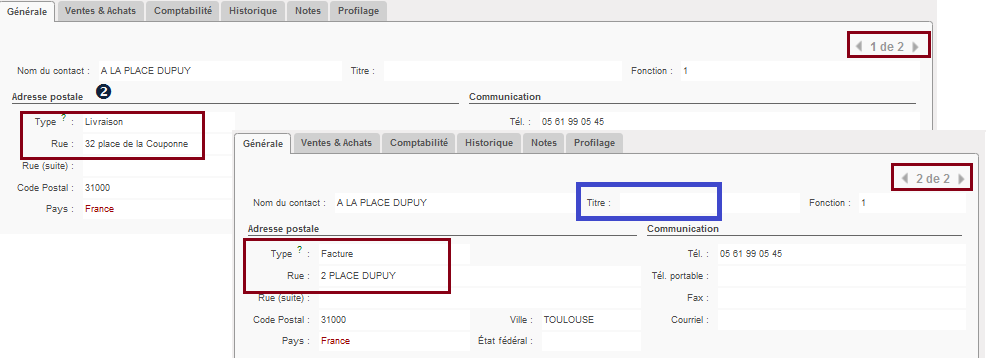 Générale Ventes & Achats Comptabilité Historique Notes Profilage
1 de 2
Nom du contact : A LA PLACE DUPUY Titre : Fonction : 1
Adresse postale 2 Communication
Type ? : Livraison Tél. : 05 61 99 05 45
Rue : 32 place de la Couponne
Rue (suite) :
Code Postal : 31000
Pays : France
Générale Ventes & Achats Comptabilité Historique Notes Profilage
2 de 2
Nom du contact : A LA PLACE DUPUY Titre : Fonction : 1
Adresse postale Communication
Type ? : Facture Tél. : 05 61 99 05 45
Rue : 2 PLACE DUPUY Tél. portable :
Rue (suite) : Fax :
Code Postal : 31000 Ville : TOULOUSE Courriel :
Pays : France État fédéral :